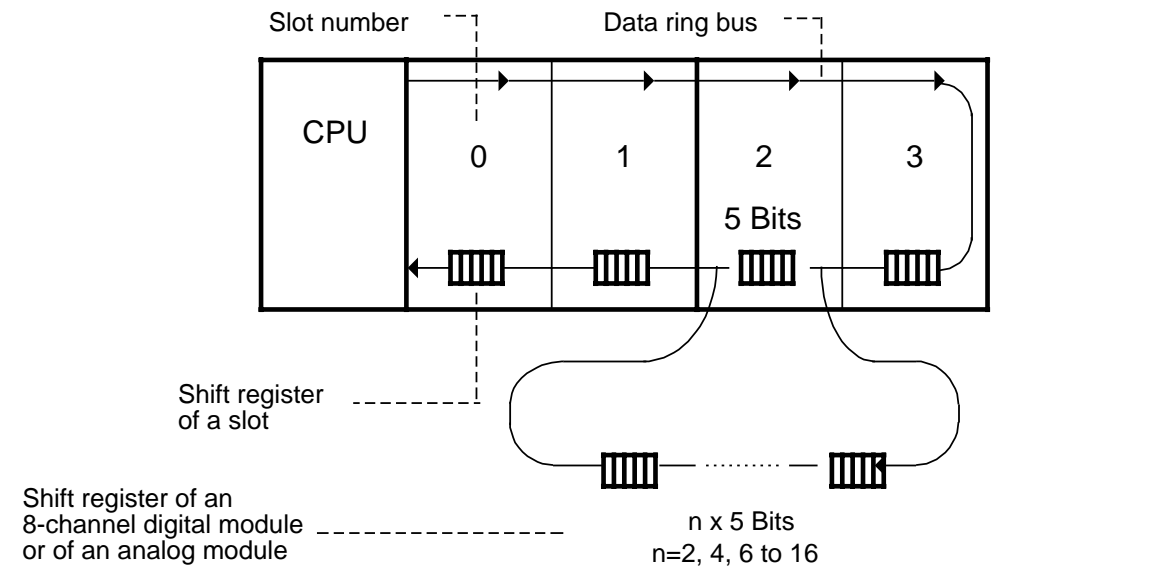 Slot number
Data ring bus
CPU
0
1
2
3
5 Bits
Shift register
of a slot
Shift register of an
8-channel digital module
or of an analog module
n x 5 Bits
n=2, 4, 6 to 16